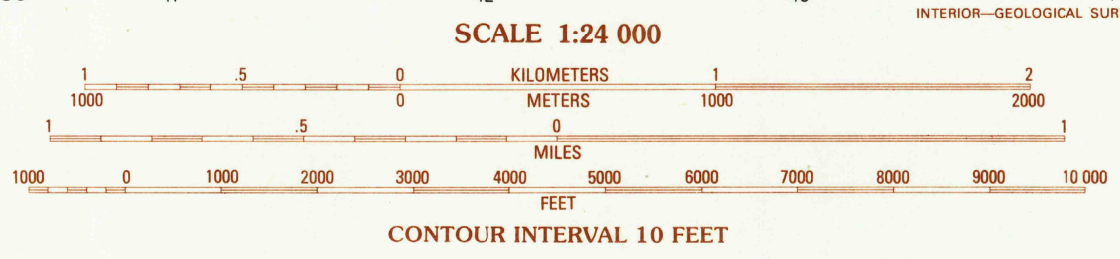 INTERIOR—GEOLOGICAL SUR
SCALE 1:24 000
1 .5 0 KILOMETERS 1 2
1000 0 METERS 1000 2000
1 .5 0 1
MILES
1000 0 1000 2000 3000 4000 5000 6000 7000 8000 9000 10 000
FEET
CONTOUR INTERVAL 10 FEET